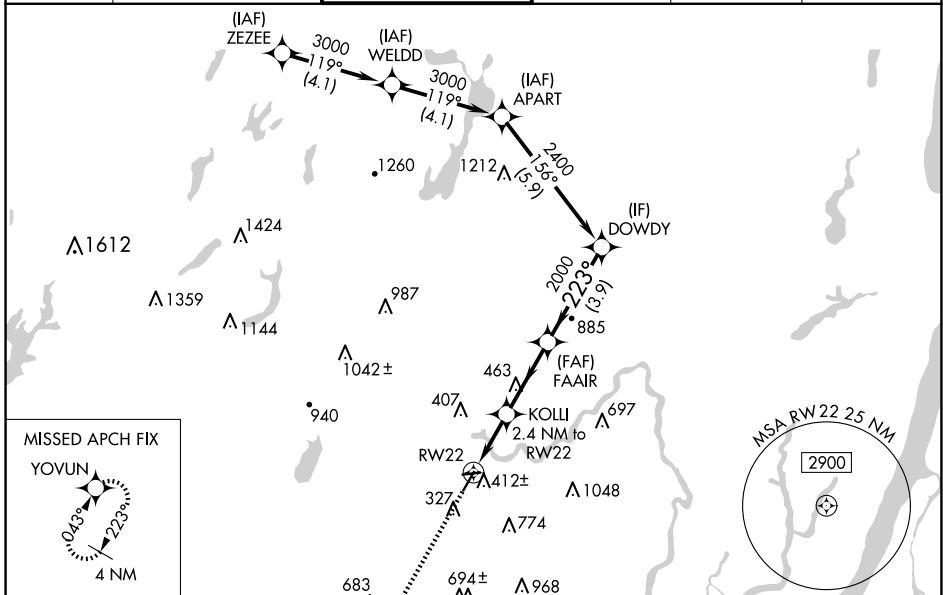 (IAF)
ZEZEE
3000
119°
(4.1)
(IAF)
WELDD
3000
119°
(4.1)
(IAF)
APART
1260
1212
2400
156°
(5.9)
(IF)
DOWDY
1424
1612
2000
223°
(3.9)
1359
987
885
1144
1042±
(FAF)
FAAIR
463
940
407
KOLLI
2.4 NM to
RW22
697
MISSED APCH FIX
YOVUN
043°
223°
4 NM
RW22
412±
1048
327
774
683
694±
968
MSA RW 22 25 NM
2900